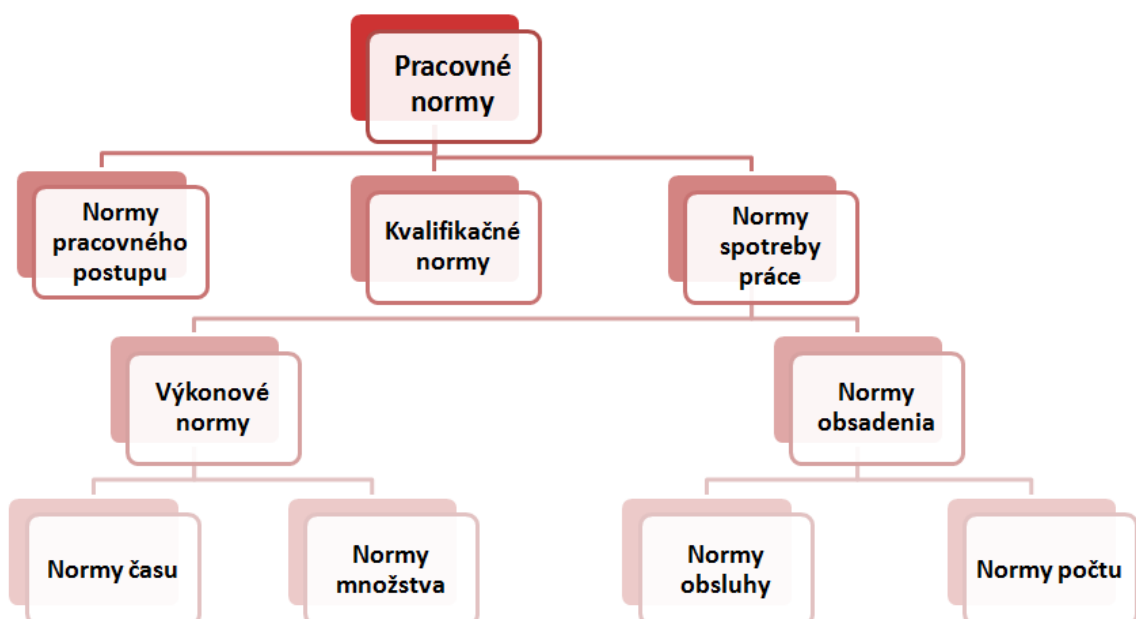 Pracovné
normy
Normy
pracovného
postupu
Kvalifikačné
normy
Normy
spotreby
práce
Výkonové
normy
Normy
obsadenia
Normy času
Normy
množstva
Normy
obsluhy
Normy počtu